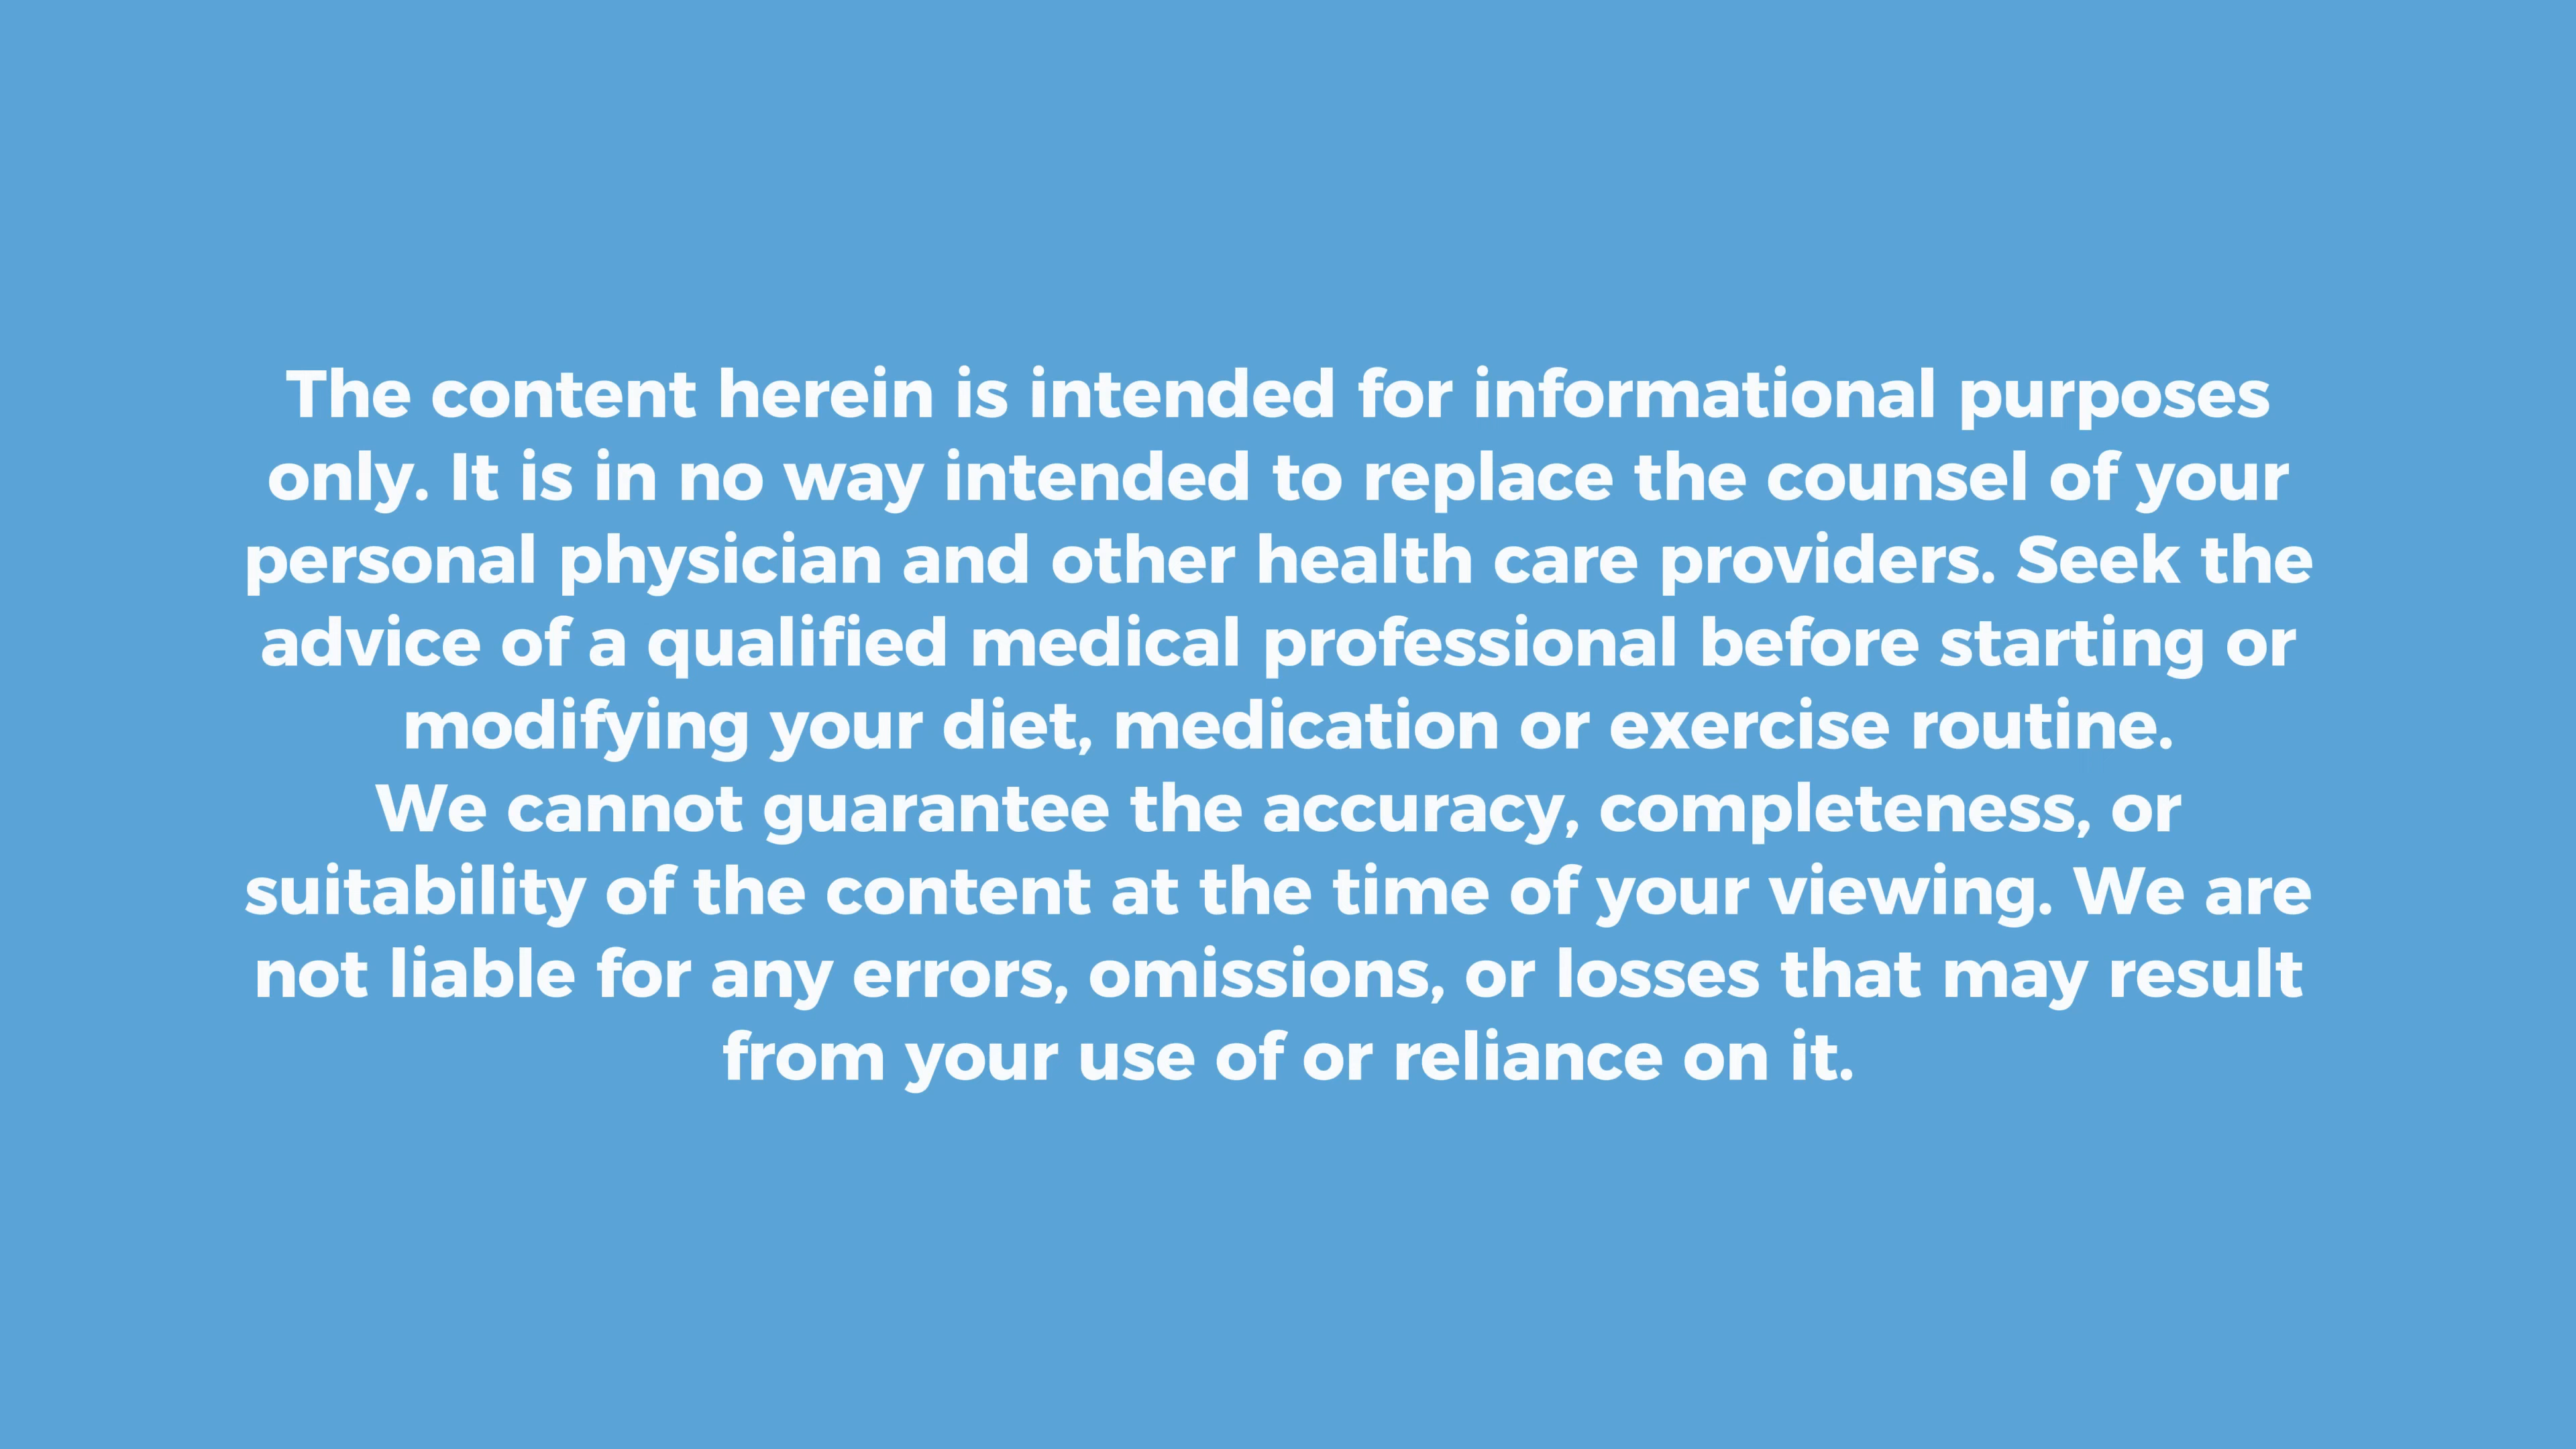 The content herein is intended for informational purposes
only. It is in no way intended to replace the counsel of your
personal physician and other health care providers. Seek the
advice of a qualified medical professional before starting or
modifying your diet, medication or exercise routine.
We cannot guarantee the accuracy, completeness, or
suitability of the content at the time of your viewing. We are
not liable for any errors, omissions, or losses that may result
from your use of or reliance on it.